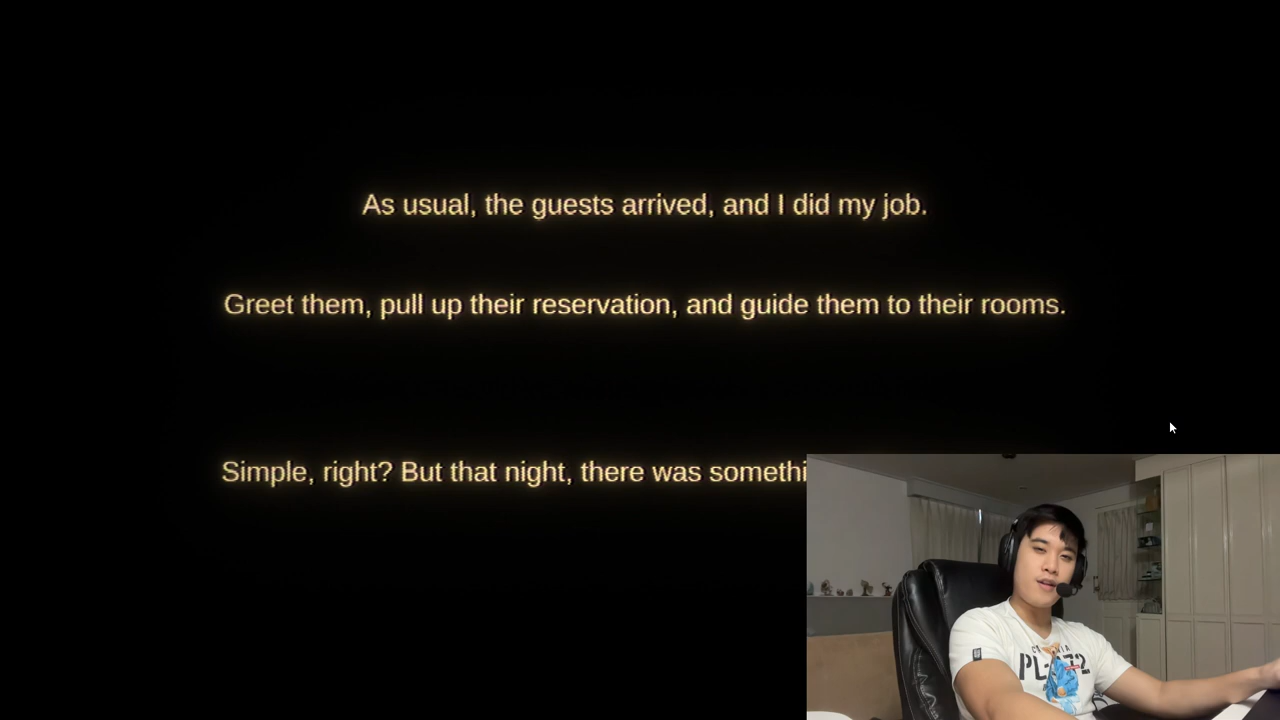 As usual, the guests arrived, and I did my job.
Greet them, pull up their reservation, and guide them to their rooms.
Simple, right? But that night, there was somethi